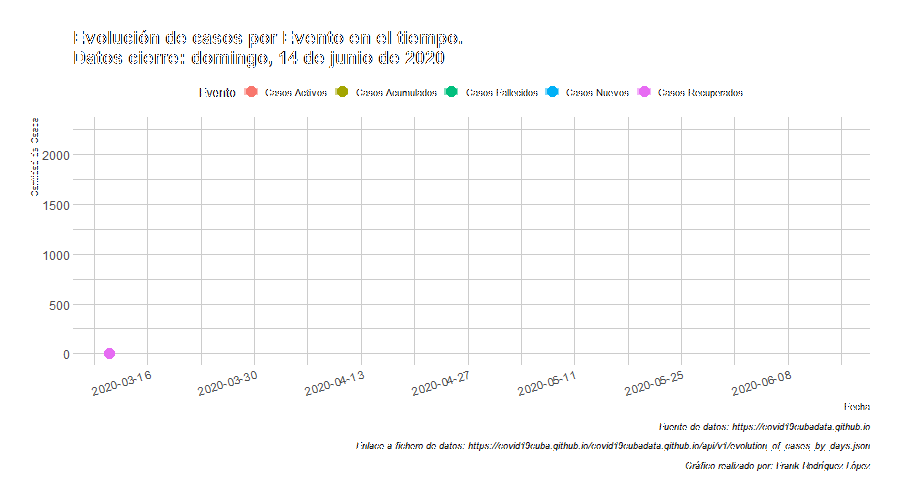 Evolución de casos por Evento en el tiempo.
Datos cierre: domingo, 14 de junio de 2020
Evento Casos Activos Casos Acumulados Casos Fallecidos Casos Nuevos Casos Recuperados
Cantidad de Casos
2000
1500
1000
500
0
2020-03-16 2020-03-30 2020-04-13 2020-04-27 2020-05-11 2020-05-25 2020-06-08
Fecha
Fuente de datos: https://covid19cubadata.github.io
Enlace a fichero de datos: https://covid19cuba.github.io/covid19cubadata.github.io/api/v1/evolution_of_cases_by_days.json
Gráfico realizado por: Frank Rodríguez López